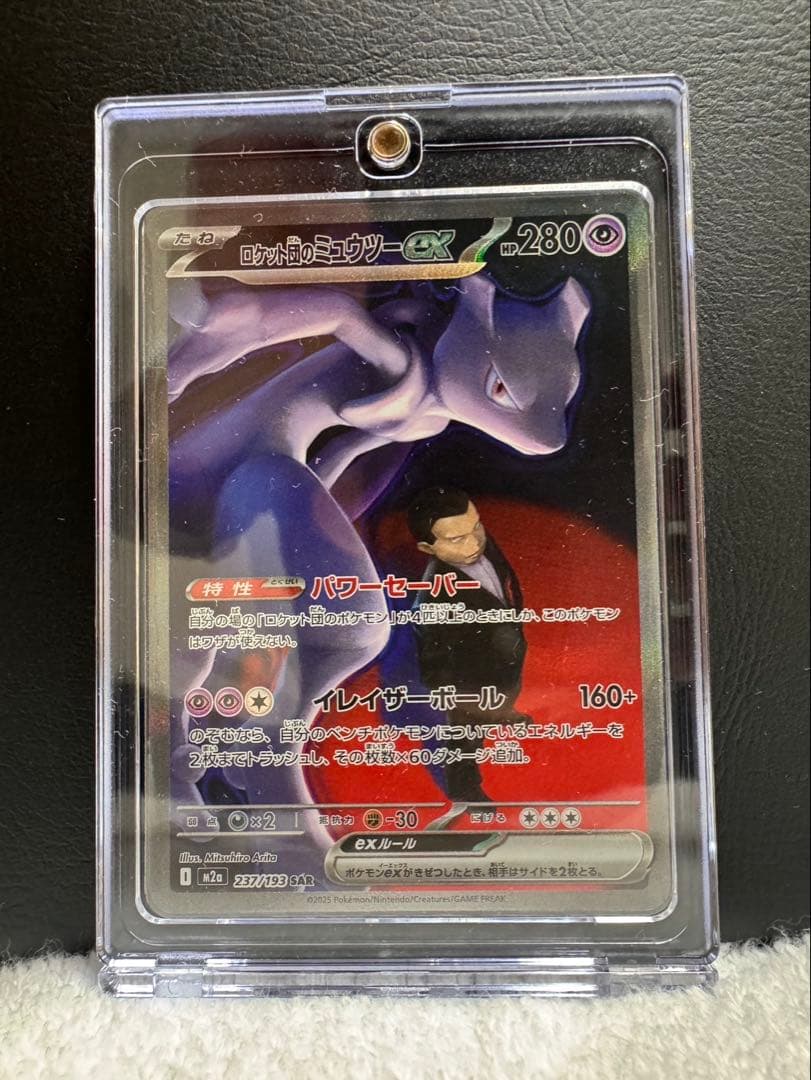 たね
ロケット団のミュウツーex HP280
特性 とくせい パワーセーバー
自分の場の「ロケット団のポケモン」が4匹以上のときにしか、このポケモン
はワザが使えない。
イレイザーボール 160+
のぞむなら、自分のベンチポケモンについているエネルギーを
2枚までトラッシュし、その枚数×60ダメージ追加。
弱点 ×2 抵抗力 -30 にげる
exルール
ポケモンexがきぜつしたとき、相手はサイドを2枚とる。
Illus. Mitsuhiro Arita
I M2a 237/193 SAR
©2025 Pokémon/Nintendo/Creatures/GAME FREAK